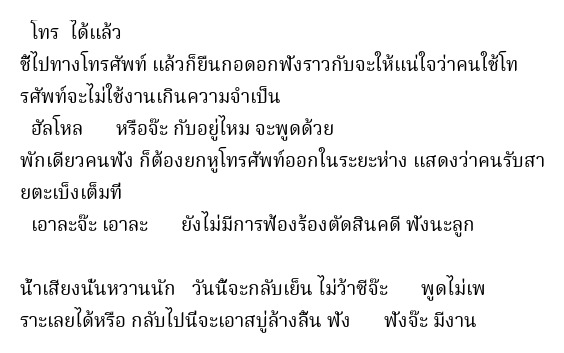 โทร ได้แล้ว
ชี้ไปทางโทรศัพท์ แล้วก็ยืนกอดอกฟังราวกับจะให้แน่ใจว่าคนใช้โท
รศัพท์จะไม่ใช้งานเกินความจำเป็น
ฮัลโหล หรือจ๊ะ กับอยู่ไหม จะพูดด้วย
พักเดียวคนฟัง ก็ต้องยกหูโทรศัพท์ออกในระยะห่าง แสดงว่าคนรับสา
ยตะเบ็งเต็มที่
เอาละจ๊ะ เอาละ ยังไม่มีการฟ้องร้องตัดสินคดี ฟังนะลูก
น้ำเสียงนั้นหวานนัก วันนี้จะกลับเย็น ไม่ว้าซีจ๊ะ พูดไม่เพ
ราะเลยได้หรือ กลับไปนี่จะเอาสบู่ล้างลิ้น ฟัง ฟังจ๊ะ มีงาน